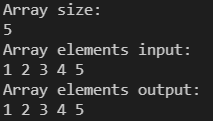 Array size:
5
Array elements input:
1 2 3 4 5
Array elements output:
1 2 3 4 5